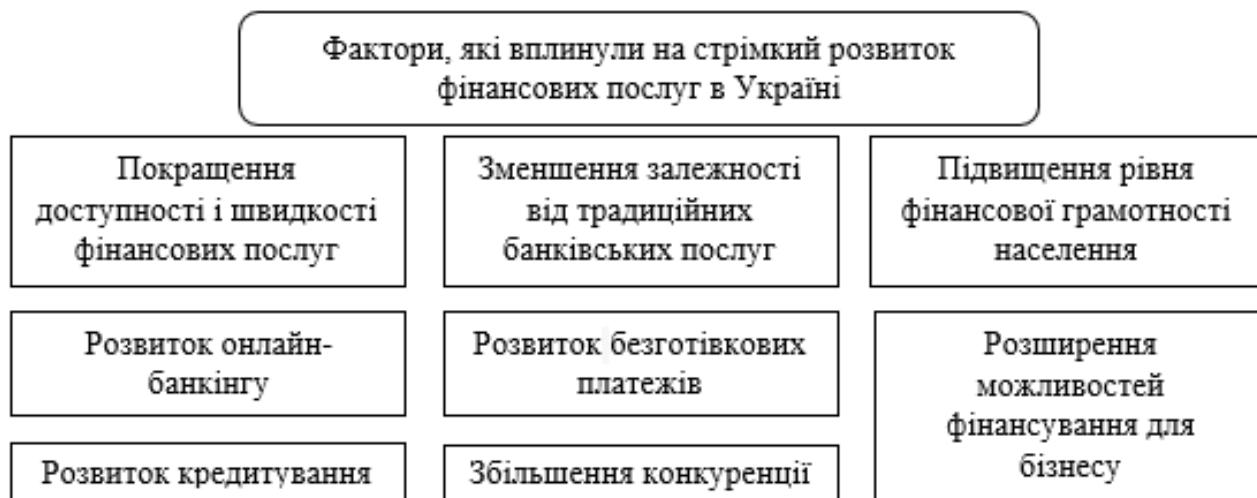 Фактори, які вплинули на стрімкий розвиток
фінансових послуг в Україні
Покращення
доступності і швидкості
фінансових послуг
Зменшення залежності
від традиційних
банківських послуг
Підвищення рівня
фінансової грамотності
населення
Розвиток онлайн-
банкінгу
Розвиток безготівкових
платежів
Розширення
можливостей
фінансування для
бізнесу
Розвиток кредитування
Збільшення конкуренції